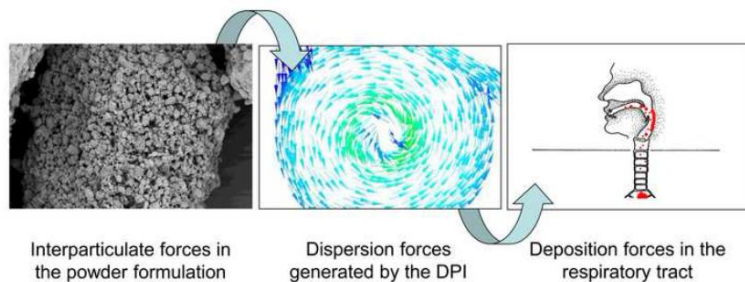 Interparticulate forces in
the powder formulation
Dispersion forces
generated by the DPI
Deposition forces in the
respiratory tract